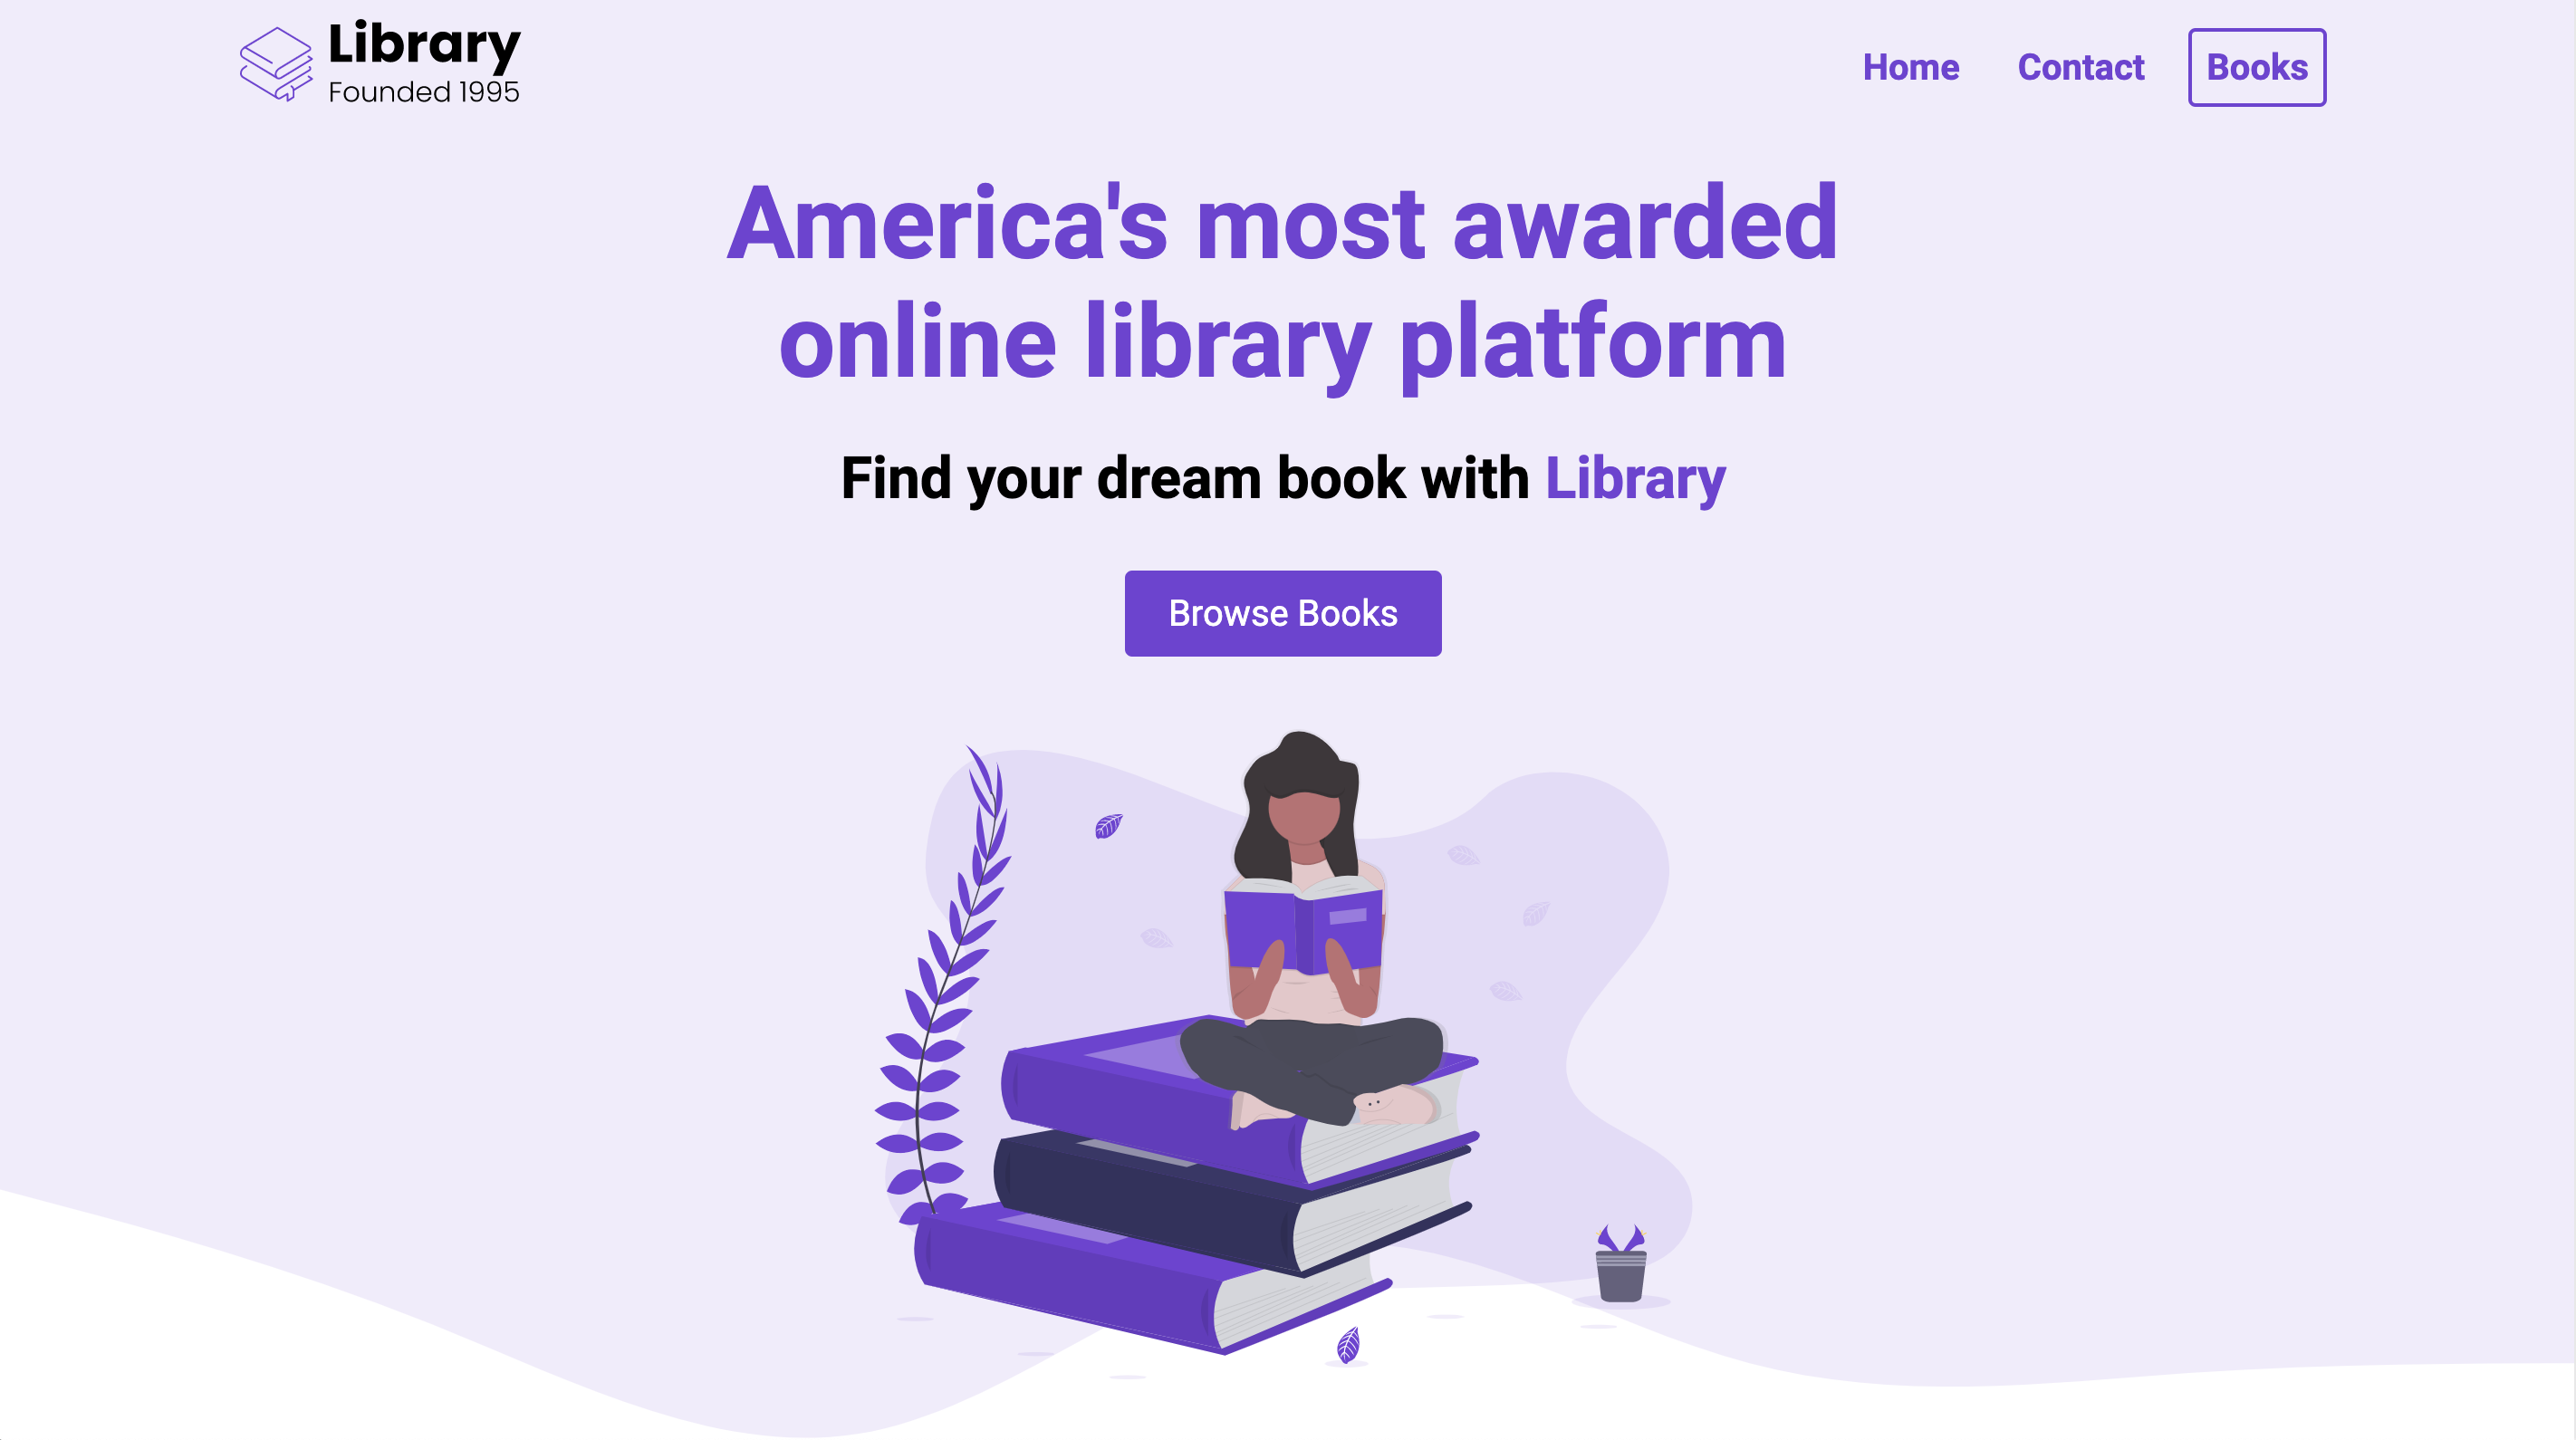 Library
Founded 1995
Home
Contact
Books
America's most awarded
online library platform
Find your dream book with Library
Browse Books